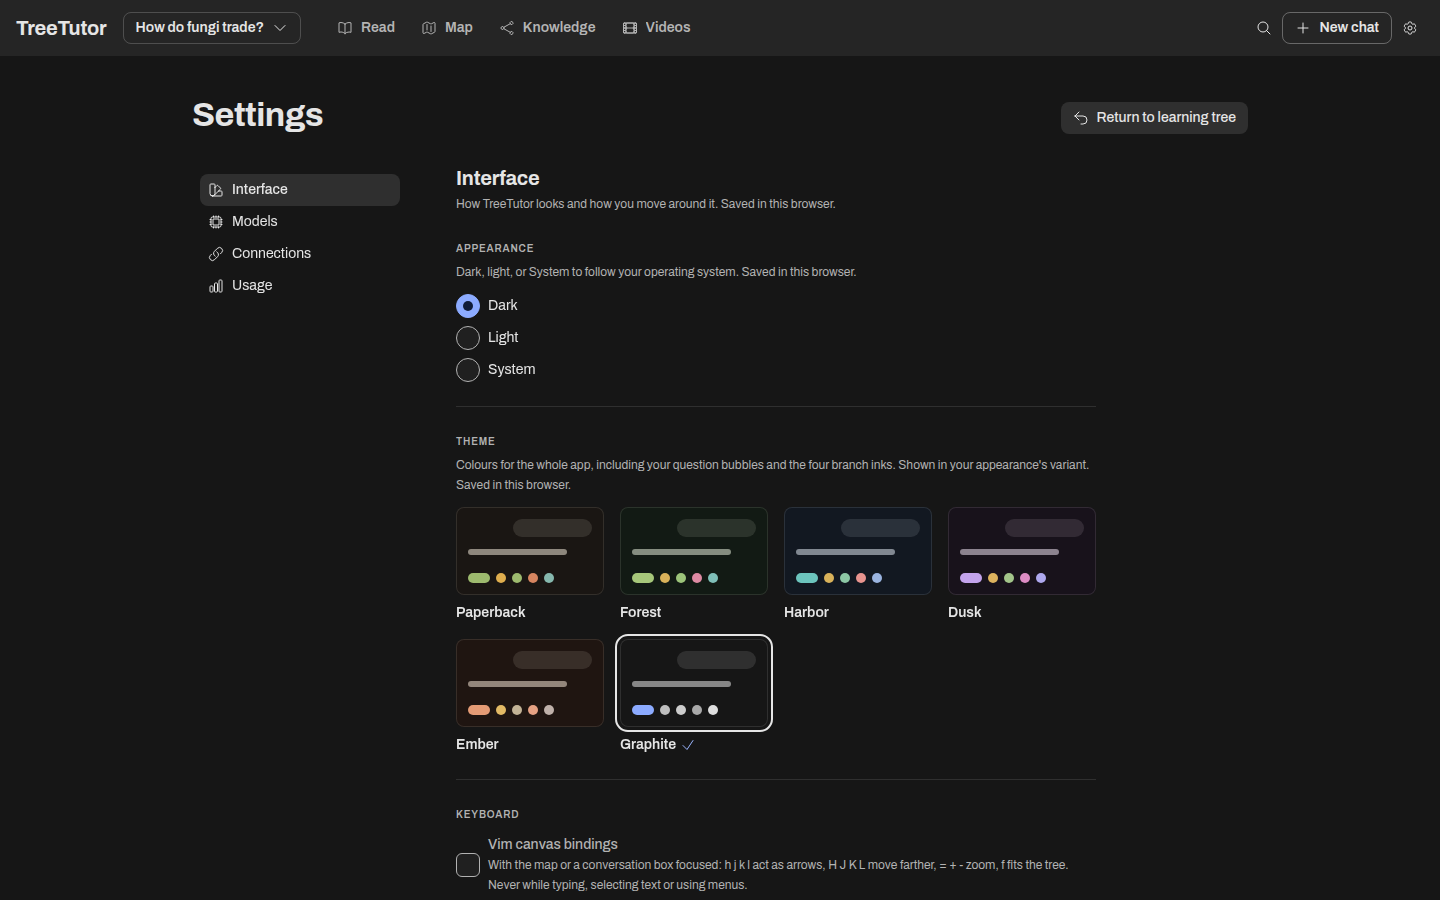 TreeTutor
How do fungi trade?
Read
Map
Knowledge
Videos
New chat
Settings
Return to learning tree
Interface
Models
Connections
Usage
Interface
How TreeTutor looks and how you move around it. Saved in this browser.
APPEARANCE
Dark, light, or System to follow your operating system. Saved in this browser.
Dark
Light
System
THEME
Colours for the whole app, including your question bubbles and the four branch inks. Shown in your appearance's variant.
Saved in this browser.
Paperback
Forest
Harbor
Dusk
Ember
Graphite
KEYBOARD
Vim canvas bindings
With the map or a conversation box focused: h j k l act as arrows, H J K L move farther, = + - zoom, f fits the tree.
Never while typing, selecting text or using menus.